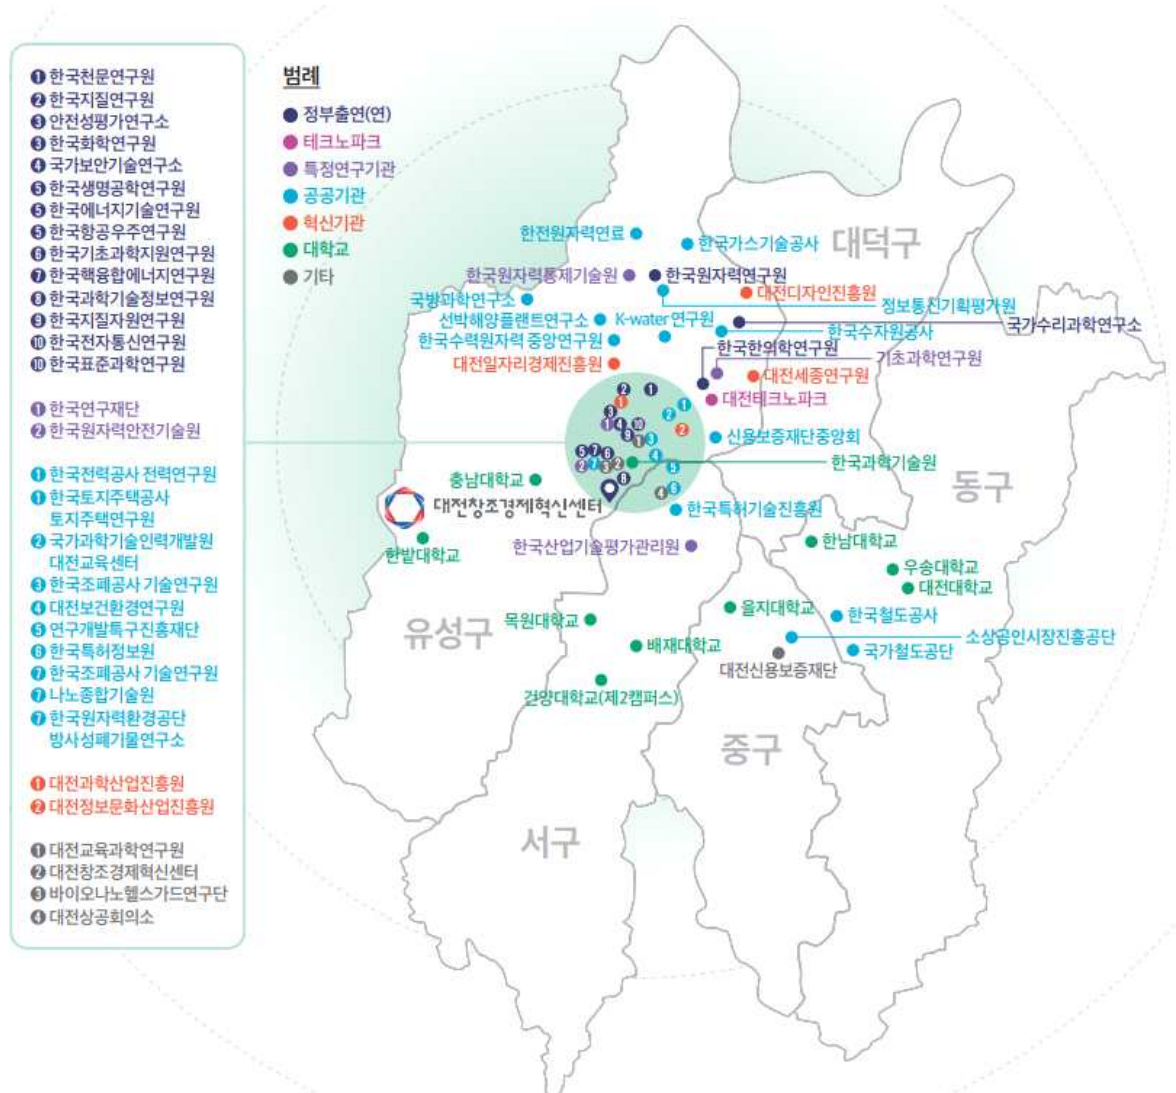 ❶ 한국천문연구원
❷ 한국지질연구원
❸ 안전성평가연구소
❸ 한국화학연구원
❹ 국가보안기술연구소
❺ 한국생명공학연구원
❺ 한국에너지기술연구원
❺ 한국항공우주연구원
❻ 한국기초과학지원연구원
❼ 한국핵융합에너지연구원
❽ 한국과학기술정보연구원
❾ 한국지질자원연구원
❿ 한국전자통신연구원
❿ 한국표준과학연구원
❶ 한국연구재단
❷ 한국원자력안전기술원
❶ 한국전력공사 전력연구원
❶ 한국토지주택공사
토지주택연구원
❷ 국가과학기술인력개발원
대전교육센터
❸ 한국조폐공사 기술연구원
❹ 대전보건환경연구원
❺ 연구개발특구진흥재단
❻ 한국특허정보원
❼ 한국조폐공사 기술연구원
❼ 나노종합기술원
❼ 한국원자력환경공단
방사성폐기물연구소
❶ 대전과학산업진흥원
❷ 대전정보문화산업진흥원
❶ 대전교육과학연구원
❷ 대전창조경제혁신센터
❸ 바이오나노헬스가드연구단
❹ 대전상공회의소
범례
정부출연(연)
테크노파크
특정연구기관
공공기관
혁신기관
대학교
기타
대덕구
한전원자력연료
한국가스기술공사
한국원자력통제기술원
한국원자력연구원
대전디자인진흥원
정보통신기획평가원
국방과학연구소
선박해양플랜트연구소
K-water 연구원
국가수리과학연구소
한국수자원공사
한국수력원자력 중앙연구원
한국한의학연구원
기초과학연구원
대전일자리경제진흥원
대전세종연구원
대전테크노파크
신용보증재단중앙회
한국과학기술원
충남대학교
대전창조경제혁신센터
한국특허기술진흥원
동구
한밭대학교
한국산업기술평가관리원
한남대학교
우송대학교
대전대학교
유성구
목원대학교
을지대학교
한국철도공사
배재대학교
소상공인시장진흥공단
국가철도공단
대전신용보증재단
건양대학교(제2캠퍼스)
중구
서구
❷ ❶
❶ ❶
❸ ❷
❶ ❹ ❿ ❷
❾ ❶ ❸
❺ ❼ ❻ ❹
❷ ❼ ❸ ❷ ❺
❽
❹ ❻